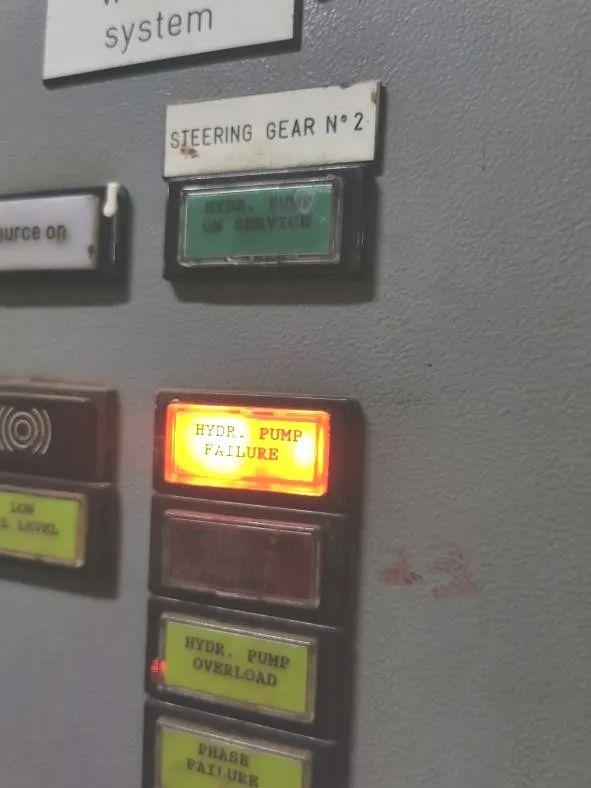 system
STEERING GEAR Nº 2
HYDR. PUMP
ON SERVICE
urce on
HYDR. PUMP
FAILURE
LOW
LEVEL
HYDR. PUMP
OVERLOAD
PHASE
FAILURE